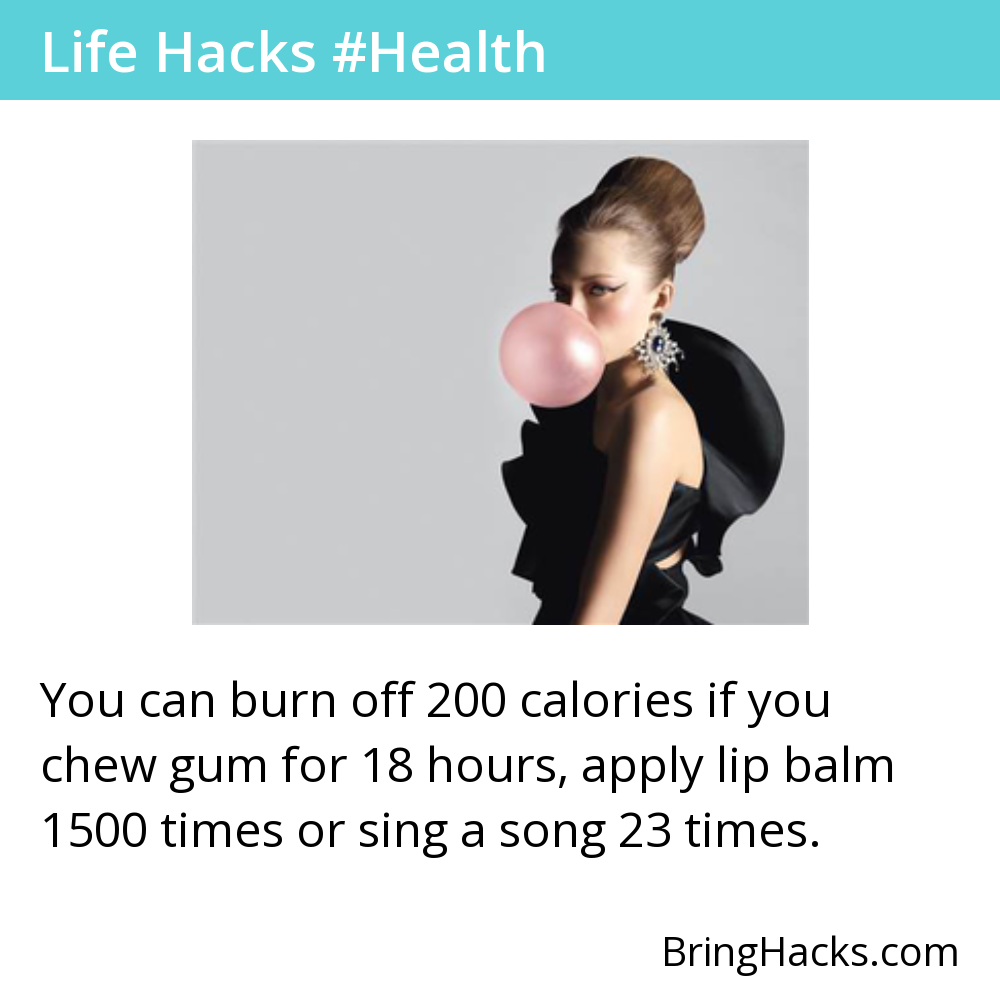 Life Hacks #Health
You can burn off 200 calories if you
chew gum for 18 hours, apply lip balm
1500 times or sing a song 23 times.
BringHacks.com